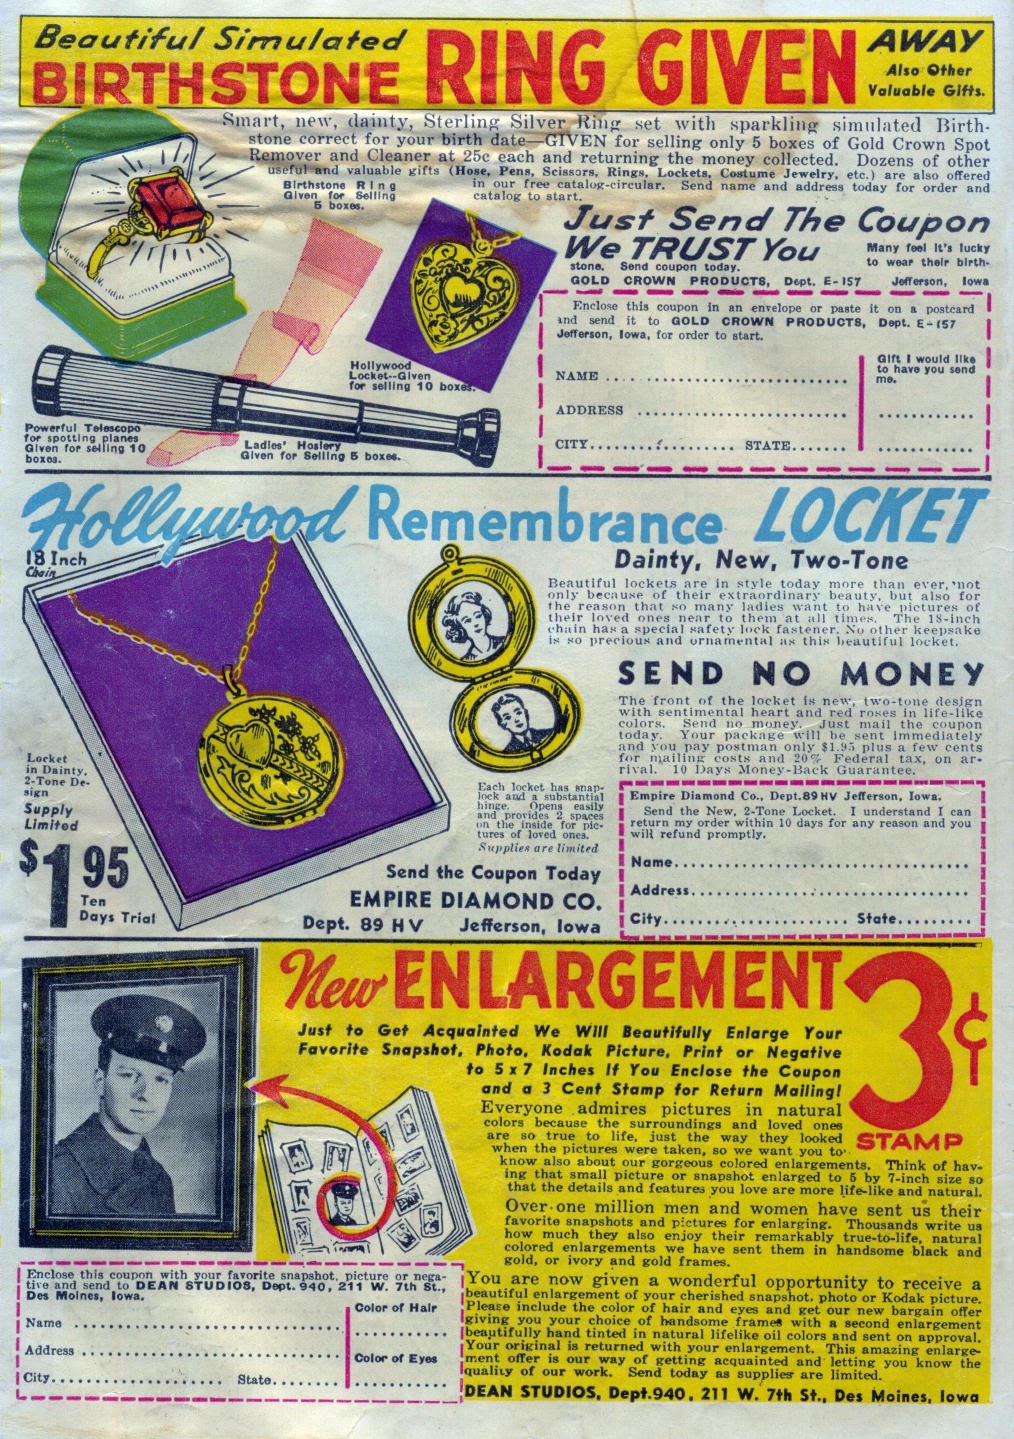 Beautiful Simulated
BIRTHSTONE RING GIVEN
AWAY
Also Other
Valuable Gifts.
Smart, new, dainty, Sterling Silver Ring set with sparkling simulated Birth-
stone correct for your birth date—GIVEN for selling only 5 boxes of Gold Crown Spot
Remover and Cleaner at 25c each and returning the money collected. Dozens of other
useful and valuable gifts (Hose, Pens, Scissors, Rings, Lockets, Costume Jewelry, etc.) are also offered
in our free catalog-circular. Send name and address today for order and
catalog to start.
Birthstone Ring
Given for Selling
5 boxes.
Just Send The Coupon
We TRUST You
Many feel it's lucky
to wear their birth-
stone. Send coupon today.
GOLD CROWN PRODUCTS, Dept. E-157 Jefferson, Iowa
Hollywood
Locket--Given
for selling 10 boxes.
Powerful Telescope
for spotting planes
Given for selling 10
boxes.
Ladies' Hosiery
Given for Selling 5 boxes.
Enclose this coupon in an envelope or paste it on a postcard
and send it to GOLD CROWN PRODUCTS, Dept. E-157
Jefferson, Iowa, for order to start.
NAME
ADDRESS
CITY STATE
Gift I would like
to have you send
me.
Hollywood Remembrance LOCKET
18 Inch
Chain
Dainty, New, Two-Tone
Beautiful lockets are in style today more than ever, not
only because of their extraordinary beauty, but also for
the reason that so many ladies want to have pictures of
their loved ones near to them at all times. The 18-inch
chain has a special safety lock fastener. No other keepsake
is so precious and ornamental as this beautiful locket.
SEND NO MONEY
The front of the locket is new, two-tone design
with sentimental heart and red roses in life-like
colors. Send no money. Just mail the coupon
today. Your package will be sent immediately
and you pay postman only $1.95 plus a few cents
for mailing costs and 20% Federal tax, on ar-
rival. 10 Days Money-Back Guarantee.
Locket
in Dainty,
2-Tone De-
sign
Supply
Limited
$1.95
Ten
Days Trial
Each locket has snap-
lock and a substantial
hinge. Opens easily
and provides 2 spaces
on the inside for pic-
tures of loved ones.
Supplies are limited
Send the Coupon Today
EMPIRE DIAMOND CO.
Dept. 89 HV Jefferson, Iowa
Empire Diamond Co., Dept. 89 HV Jefferson, Iowa.
Send the New, 2-Tone Locket. I understand I can
return my order within 10 days for any reason and you
will refund promptly.
Name
Address
City State
New ENLARGEMENT 3¢
STAMP
Just to Get Acquainted We Will Beautifully Enlarge Your
Favorite Snapshot, Photo, Kodak Picture, Print or Negative
to 5 x 7 Inches If You Enclose the Coupon
and a 3 Cent Stamp for Return Mailing!
Everyone admires pictures in natural
colors because the surroundings and loved ones
are so true to life, just the way they looked
when the pictures were taken, so we want you to
know also about our gorgeous colored enlargements. Think of hav-
ing that small picture or snapshot enlarged to 5 by 7-inch size so
that the details and features you love are more life-like and natural.
Over one million men and women have sent us their
favorite snapshots and pictures for enlarging. Thousands write us
how much they also enjoy their remarkably true-to-life, natural
colored enlargements we have sent them in handsome black and
gold, or ivory and gold frames.
You are now given a wonderful opportunity to receive a
beautiful enlargement of your cherished snapshot, photo or Kodak picture.
Please include the color of hair and eyes and get our new bargain offer
giving you your choice of handsome frames with a second enlargement
beautifully hand tinted in natural lifelike oil colors and sent on approval.
Your original is returned with your enlargement. This amazing enlarge-
ment offer is our way of getting acquainted and letting you know the
quality of our work. Send today as supplies are limited.
DEAN STUDIOS, Dept. 940, 211 W. 7th St., Des Moines, Iowa
Enclose this coupon with your favorite snapshot, picture or nega-
tive and send to DEAN STUDIOS, Dept. 940, 211 W. 7th St.,
Des Moines, Iowa.
Name
Address
City State
Color of Hair
Color of Eyes